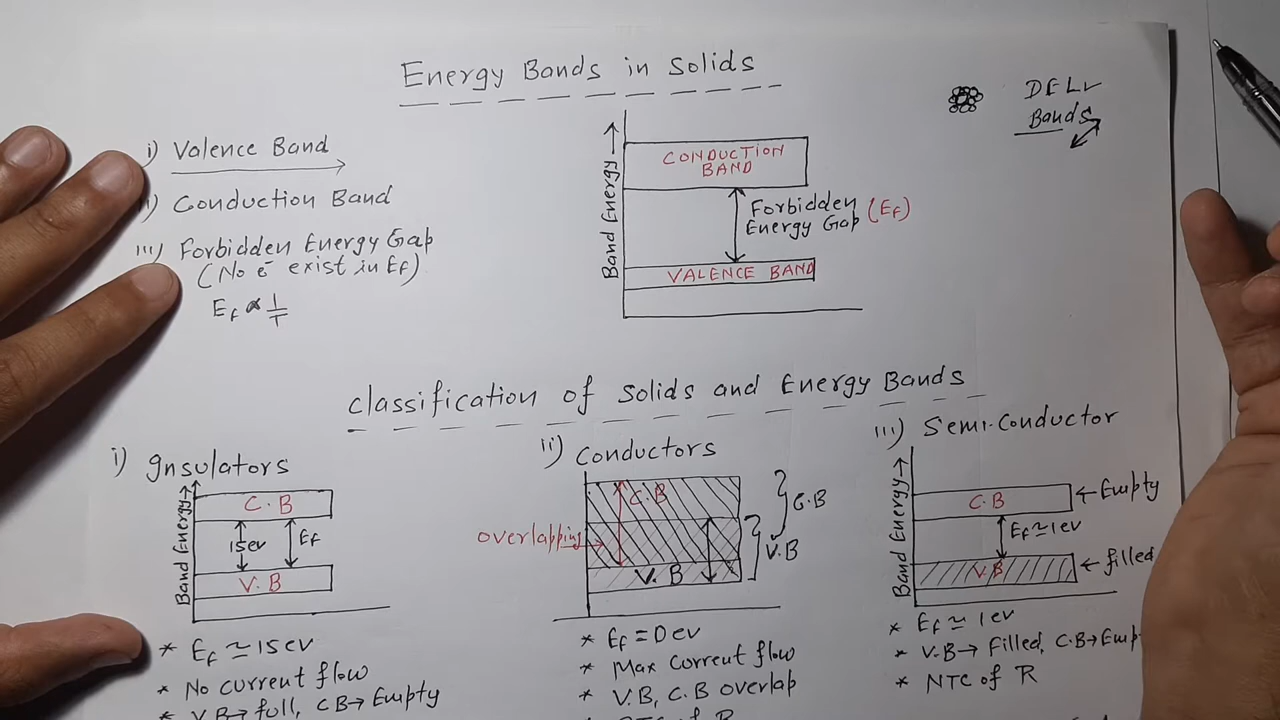 Energy Bands in Solids
i) Valence Band
ii) Conduction Band
iii) Forbidden Energy Gap
(No e⁻ exist in Ef)
Ef ∝ 1/T
Band Energy →
CONDUCTION
BAND
Forbidden
Energy Gap (Ef)
VALENCE BAND
Bands
Classification of Solids and Energy Bands
i) Insulators
Band Energy →
C.B
15ev
Ef
V.B
* Ef ≃ 15ev
* No current flow
* V.B → full, CB → Empty
ii) Conductors
C.B
overlapping
V.B
C.B
V.B
* Ef = 0ev
* Max current flow
* V.B, C.B overlap
iii) Semi-Conductor
Band Energy →
C.B
← Empty
Ef ≃ 1ev
V.B
← filled
* Ef ≃ 1ev
* V.B → Filled, C.B → Emp
* NTC of R